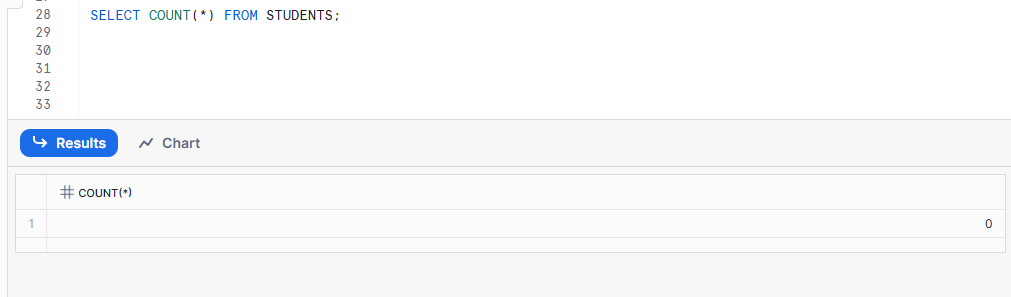 28 SELECT COUNT(*) FROM STUDENTS;
29
30
31
32
33
Results Chart
COUNT(*)
1 0